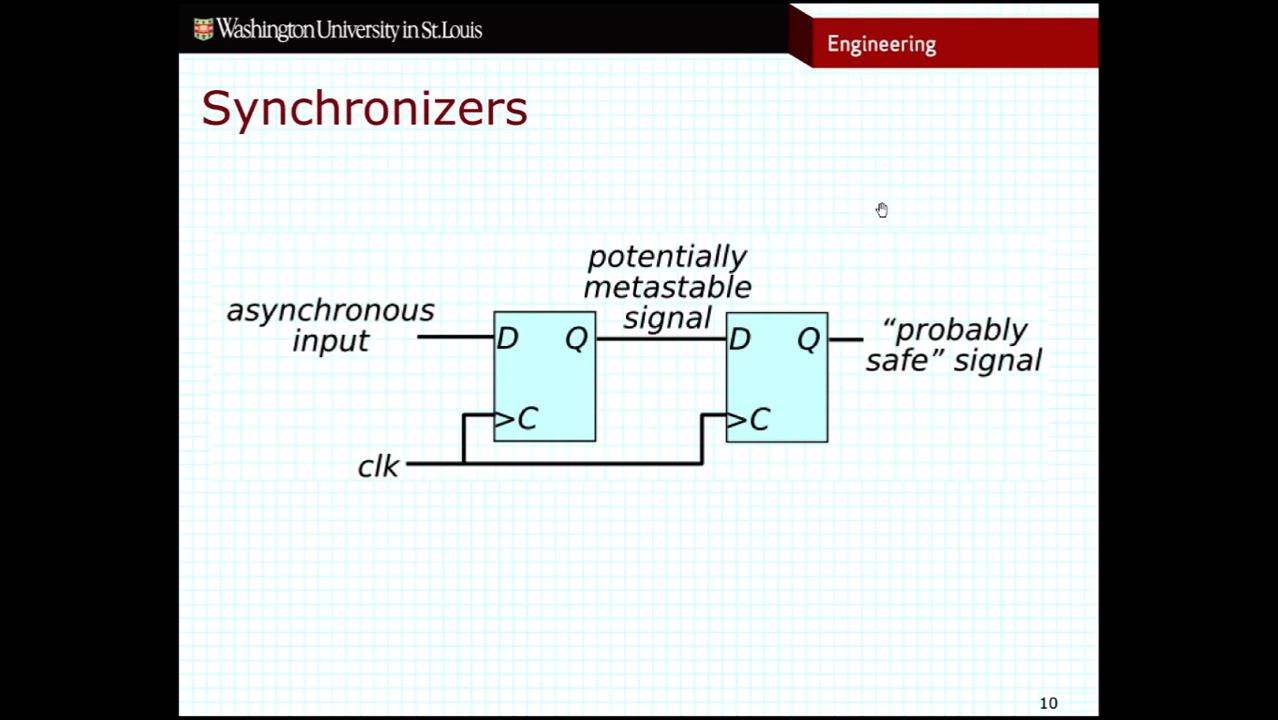 Washington University in St.Louis
Engineering
Synchronizers
potentially
metastable
signal
asynchronous
input
D Q
D Q
"probably
safe" signal
>C
>C
clk
10